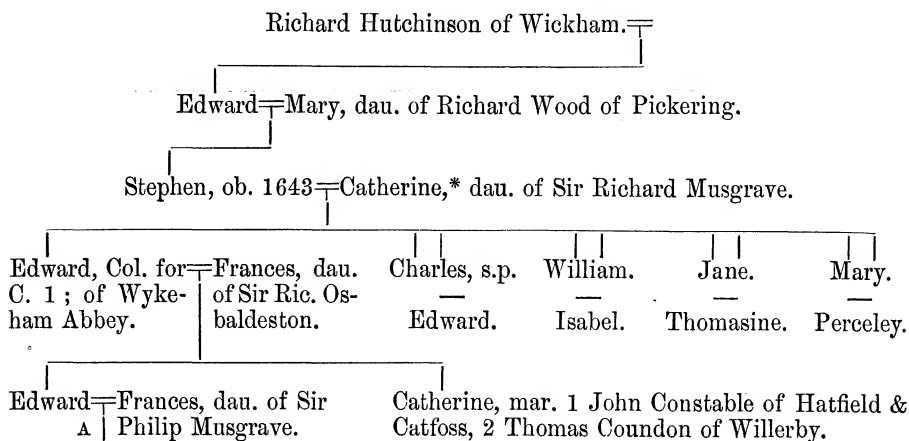 Richard Hutchinson of Wickham.
Edward Mary, dau. of Richard Wood of Pickering.
Stephen, ob. 1643 Catherine,* dau. of Sir Richard Musgrave.
Edward, Col. for
C. 1 ; of Wyke-
ham Abbey.
Frances, dau.
of Sir Ric. Os-
baldeston.
Charles, s.p.
—
Edward.
William.
—
Isabel.
Jane.
—
Thomasine.
Mary.
—
Perceley.
Edward
A
Frances, dau. of Sir
Philip Musgrave.
Catherine, mar. 1 John Constable of Hatfield &
Catfoss, 2 Thomas Coundon of Willerby.